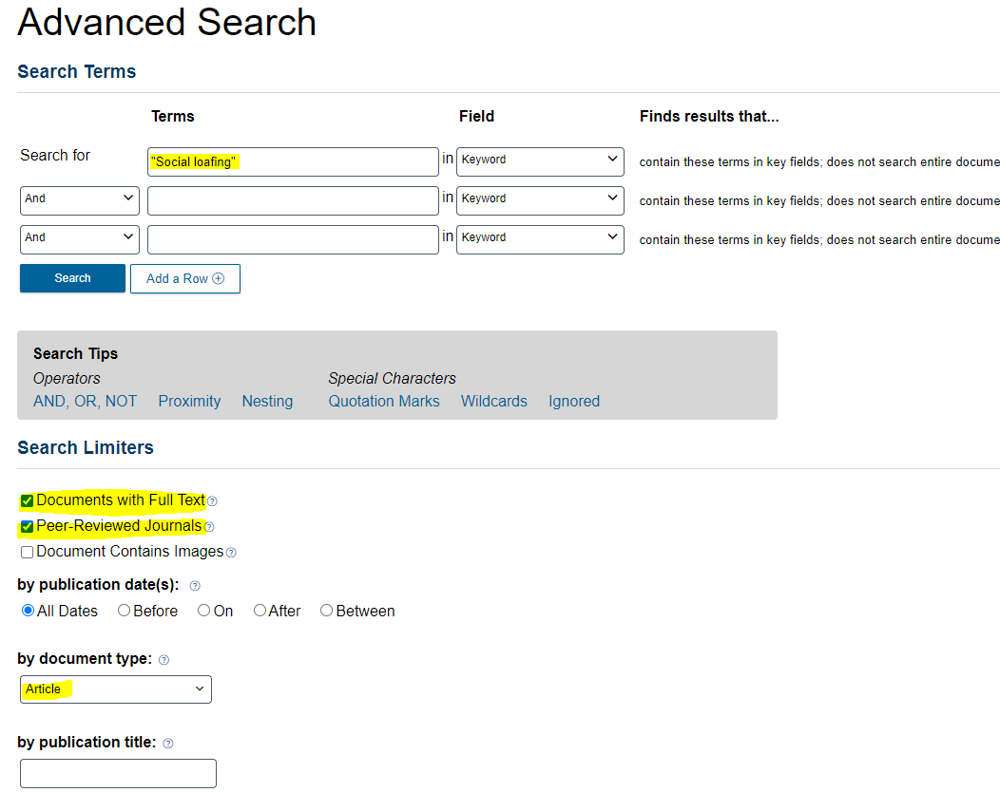 Advanced Search
Search Terms
Terms Field Finds results that...
Search for "Social loafing" in Keyword contain these terms in key fields; does not search entire docume
And in Keyword contain these terms in key fields; does not search entire docume
And in Keyword contain these terms in key fields; does not search entire docume
Search Add a Row
Search Tips
Operators Special Characters
AND, OR, NOT Proximity Nesting Quotation Marks Wildcards Ignored
Search Limiters
Documents with Full Text ?
Peer-Reviewed Journals ?
Document Contains Images ?
by publication date(s): ?
All Dates Before On After Between
by document type: ?
Article
by publication title: ?